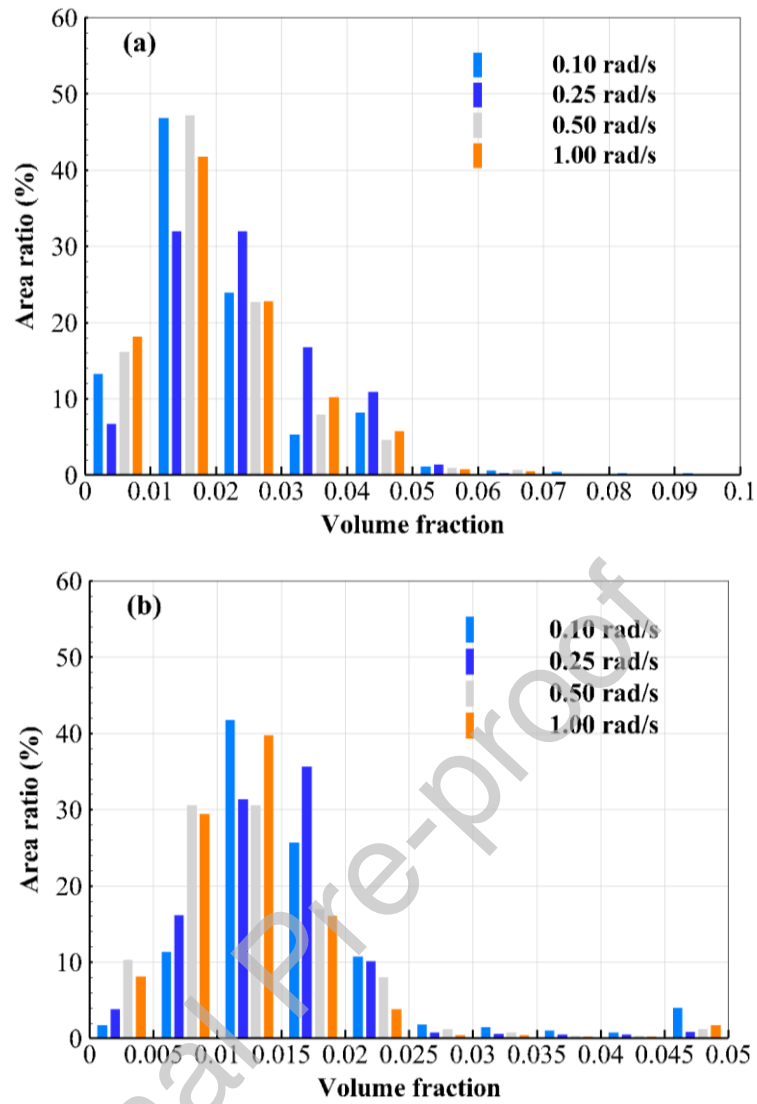 60
(a)
0.10 rad/s
50
0.25 rad/s
0.50 rad/s
40
1.00 rad/s
30
20
10
0
Area ratio (%)
0 0.01 0.02 0.03 0.04 0.05 0.06 0.07 0.08 0.09 0.1
Volume fraction
60
(b)
0.10 rad/s
50
0.25 rad/s
0.50 rad/s
40
1.00 rad/s
30
20
10
0
Area ratio (%)
0 0.005 0.01 0.015 0.02 0.025 0.03 0.035 0.04 0.045 0.05
Volume fraction
al Pre-proof